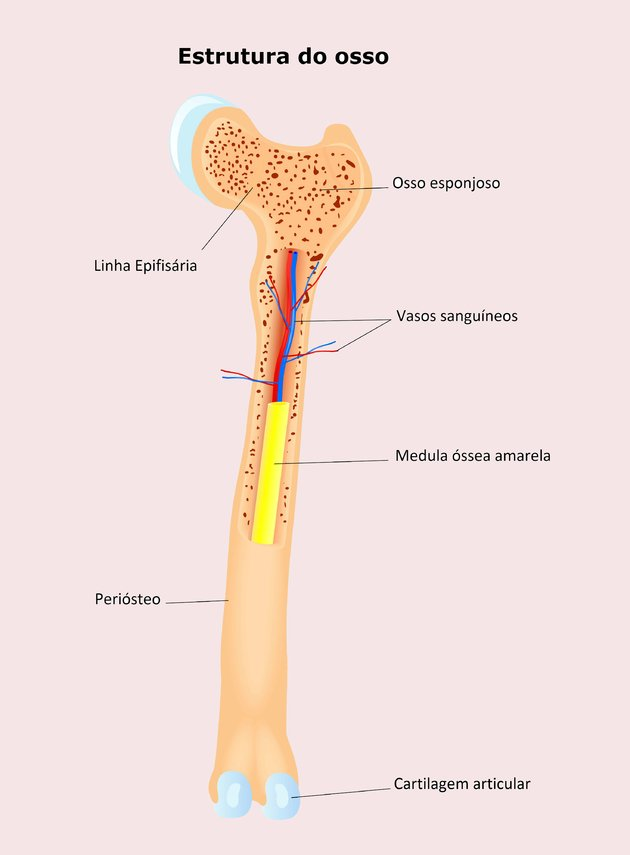 Estrutura do osso
Osso esponjoso
Linha Epifisária
Vasos sanguíneos
Medula óssea amarela
Periósteo
Cartilagem articular